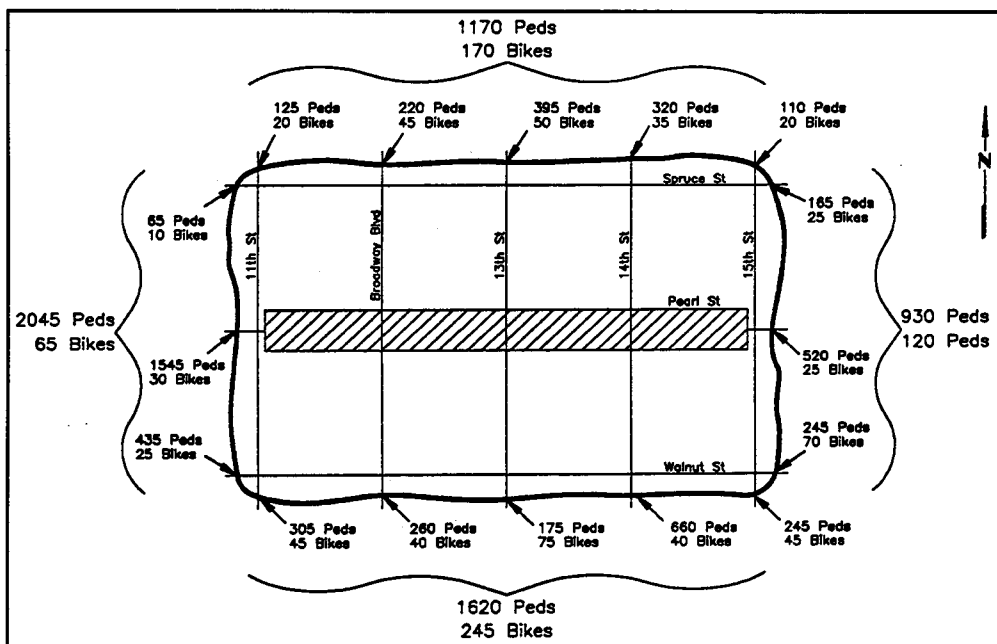 1170 Peds
170 Bikes
125 Peds
20 Bikes
220 Peds
45 Bikes
395 Peds
50 Bikes
320 Peds
35 Bikes
110 Peds
20 Bikes
N
Spruce St
65 Peds
10 Bikes
165 Peds
25 Bikes
11th St
Broadway Blvd
13th St
14th St
15th St
Pearl St
2045 Peds
65 Bikes
930 Peds
120 Peds
1545 Peds
30 Bikes
520 Peds
25 Bikes
435 Peds
25 Bikes
245 Peds
70 Bikes
Walnut St
305 Peds
45 Bikes
260 Peds
40 Bikes
175 Peds
75 Bikes
660 Peds
40 Bikes
245 Peds
45 Bikes
1620 Peds
245 Bikes